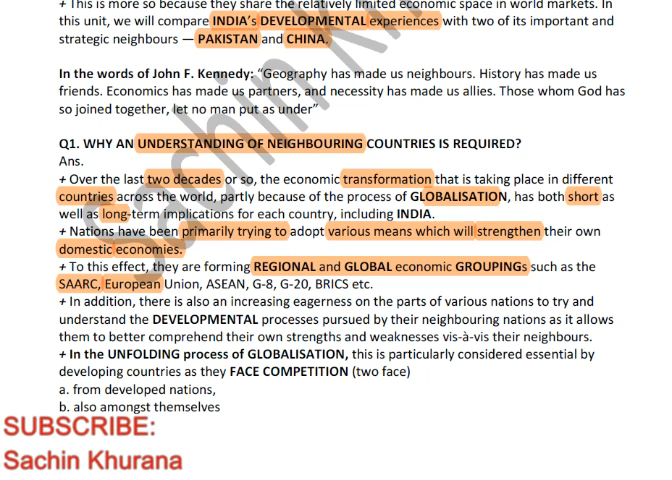 + This is more so because they share the relatively limited economic space in world markets. In
this unit, we will compare INDIA's DEVELOPMENTAL experiences with two of its important and
strategic neighbours — PAKISTAN and CHINA.
In the words of John F. Kennedy: "Geography has made us neighbours. History has made us
friends. Economics has made us partners, and necessity has made us allies. Those whom God has
so joined together, let no man put as under"
Q1. WHY AN UNDERSTANDING OF NEIGHBOURING COUNTRIES IS REQUIRED?
Ans.
+ Over the last two decades or so, the economic transformation that is taking place in different
countries across the world, partly because of the process of GLOBALISATION, has both short as
well as long-term implications for each country, including INDIA.
+ Nations have been primarily trying to adopt various means which will strengthen their own
domestic economies.
+ To this effect, they are forming REGIONAL and GLOBAL economic GROUPINGs such as the
SAARC, European Union, ASEAN, G-8, G-20, BRICS etc.
+ In addition, there is also an increasing eagerness on the parts of various nations to try and
understand the DEVELOPMENTAL processes pursued by their neighbouring nations as it allows
them to better comprehend their own strengths and weaknesses vis-à-vis their neighbours.
+ In the UNFOLDING process of GLOBALISATION, this is particularly considered essential by
developing countries as they FACE COMPETITION (two face)
a. from developed nations,
b. also amongst themselves
SUBSCRIBE:
Sachin Khurana
Sachin Kh